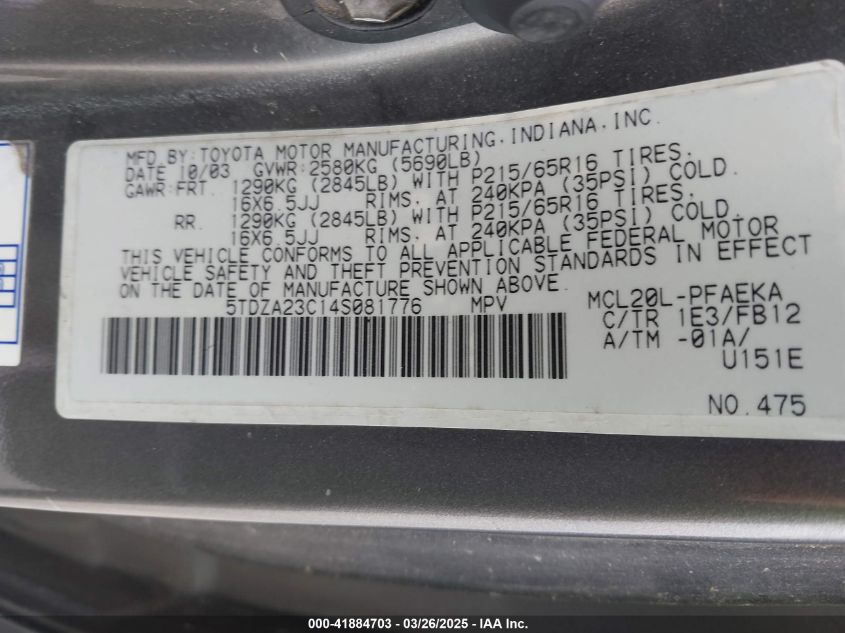 MFD.BY:TOYOTA MOTOR MANUFACTURING,INDIANA,INC.
DATE 10/03 GVWR:2580KG (5690LB)
GAWR:FRT. 1290KG (2845LB) WITH P215/65R16 TIRES,
16X6.5JJ RIMS, AT 240KPA (35PSI) COLD.
RR. 1290KG (2845LB) WITH P215/65R16 TIRES,
16X6.5JJ RIMS, AT 240KPA (35PSI) COLD.
THIS VEHICLE CONFORMS TO ALL APPLICABLE FEDERAL MOTOR
VEHICLE SAFETY AND THEFT PREVENTION STANDARDS IN EFFECT
ON THE DATE OF MANUFACTURE SHOWN ABOVE.
5TDZA23C14S081776 MPV MCL20L-PFAEKA
C/TR 1E3/FB12
A/TM -01A/
U151E
NO.475
000-41884703 - 03/26/2025 - IAA Inc.